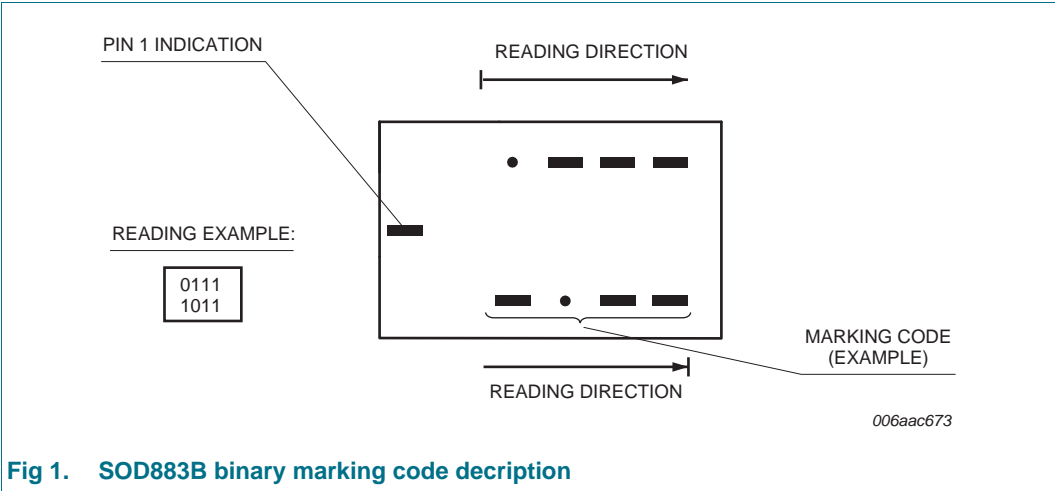 PIN 1 INDICATION
READING DIRECTION
READING EXAMPLE:
0111
1011
MARKING CODE
(EXAMPLE)
READING DIRECTION
006aac673
Fig 1. SOD883B binary marking code decription